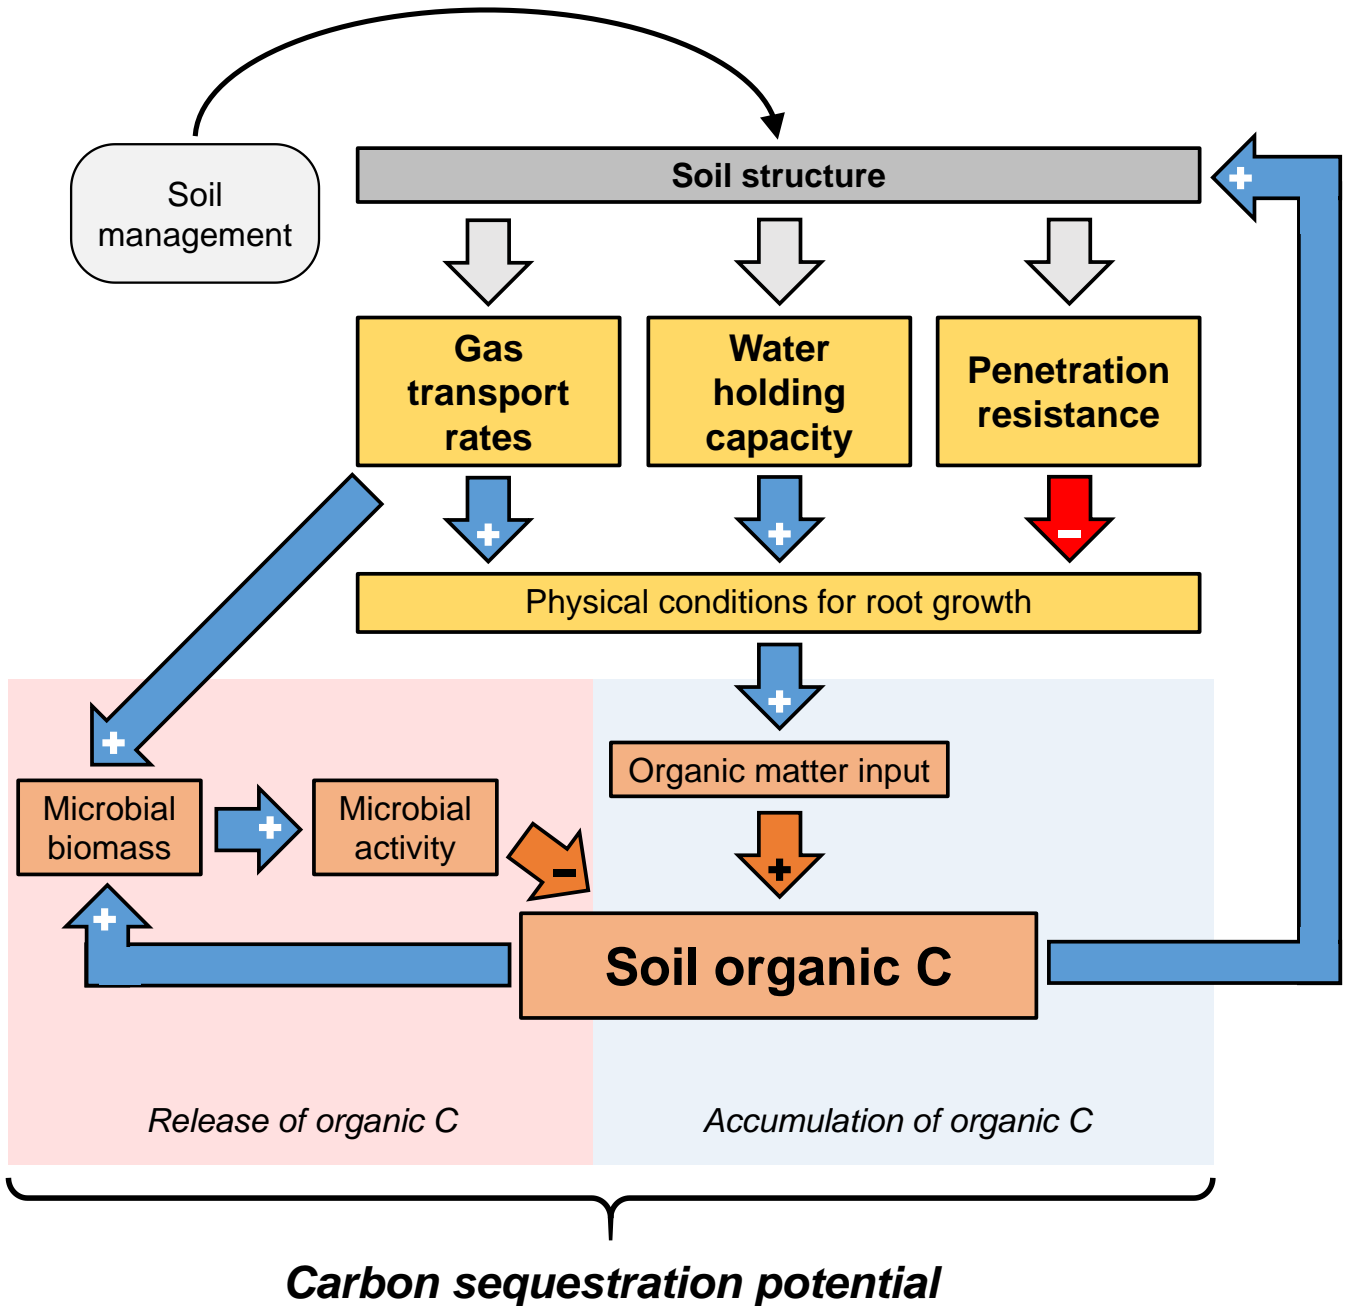 Soil
management
Soil structure
+
Gas
transport
rates
Water
holding
capacity
Penetration
resistance
+
+
−
Physical conditions for root growth
+
+
Organic matter input
Microbial
biomass
+
Microbial
activity
−
+
+
Soil organic C
Release of organic C
Accumulation of organic C
Carbon sequestration potential